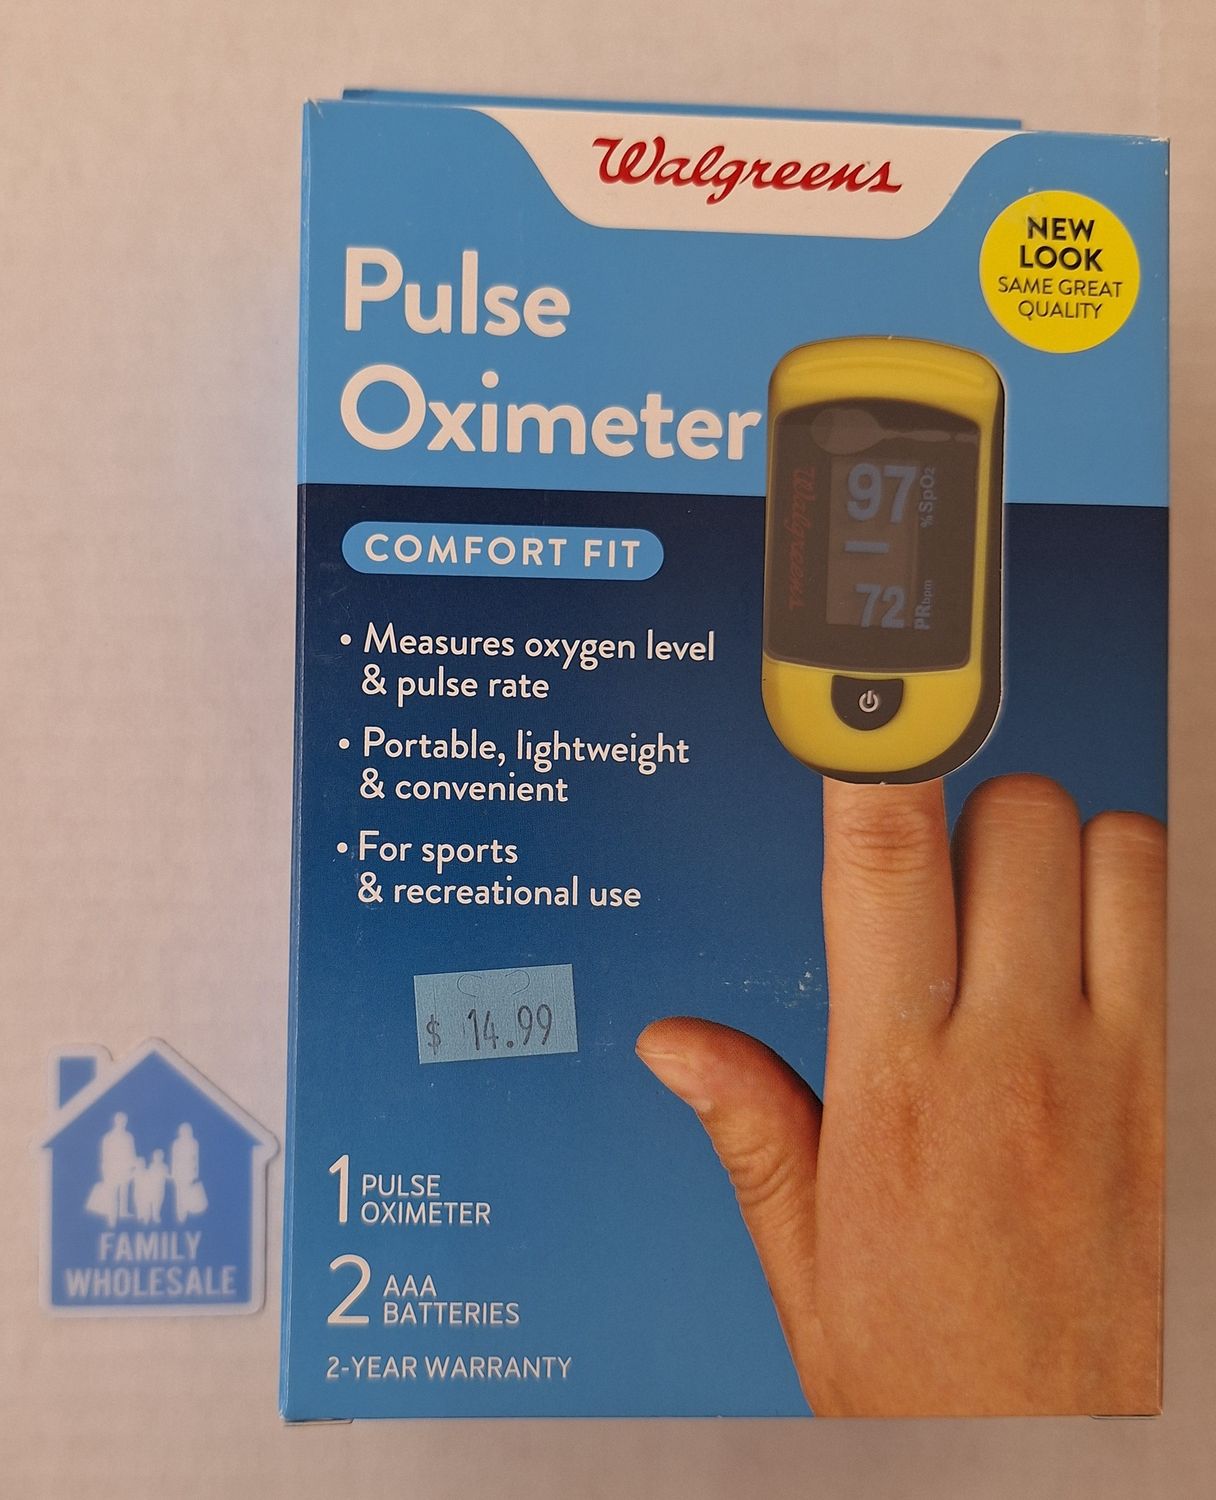 Walgreens
NEW
LOOK
SAME GREAT
QUALITY
Pulse
Oximeter
Walgreens
97
%SpO2
72
PRbpm
COMFORT FIT
• Measures oxygen level
& pulse rate
• Portable, lightweight
& convenient
• For sports
& recreational use
$ 14.99
1 PULSE
OXIMETER
2 AAA
BATTERIES
2-YEAR WARRANTY
FAMILY
WHOLESALE